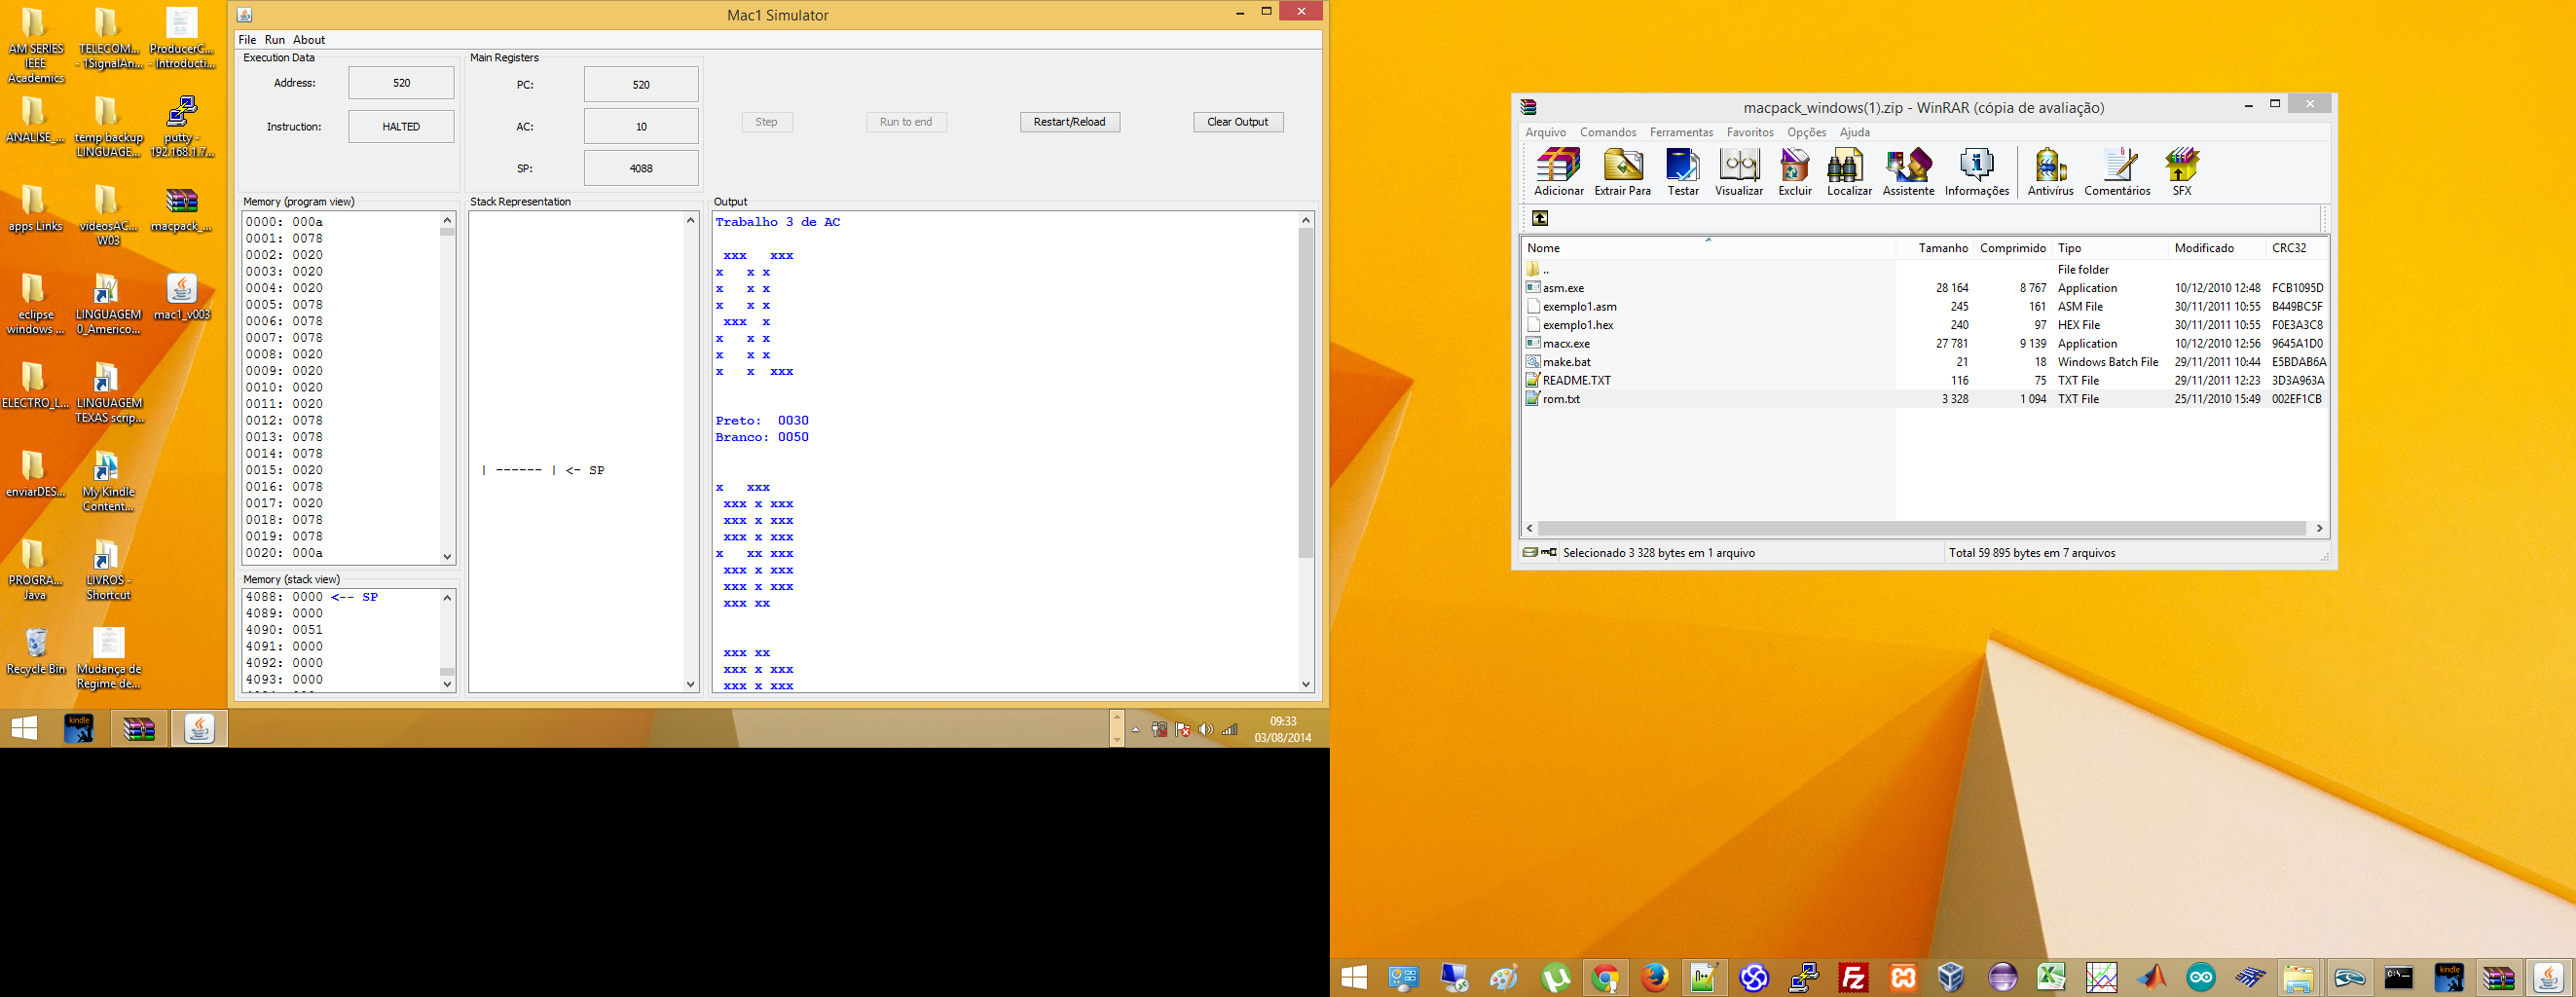 AM SERIES
IEEE
Academics
TELECOM...
- 1SignalAn...
ProducerC...
- Introducti...
ANALISE_...
temp backup
LINGUAGE...
putty -
192.168.1.7...
apps Links
videosAC...
W03
macpack_...
eclipse
windows ...
LINGUAGEM
0_Americo...
mac1_v003
ELECTRO_L...
LINGUAGEM
TEXAS scrip...
enviarDES...
My Kindle
Content...
PROGRA...
Java
LIVROS -
Shortcut
Recycle Bin
Mudança de
Regime de...
Mac1 Simulator
File Run About
Execution Data
Address: 520
Instruction: HALTED
Main Registers
PC: 520
AC: 10
SP: 4088
Step
Run to end
Restart/Reload
Clear Output
Memory (program view)
0000: 000a
0001: 0078
0002: 0020
0003: 0020
0004: 0020
0005: 0078
0006: 0078
0007: 0078
0008: 0020
0009: 0020
0010: 0020
0011: 0020
0012: 0078
0013: 0078
0014: 0078
0015: 0020
0016: 0078
0017: 0020
0018: 0078
0019: 0078
0020: 000a
Memory (stack view)
4088: 0000 <-- SP
4089: 0000
4090: 0051
4091: 0000
4092: 0000
4093: 0000
Stack Representation
| ------ | <- SP
Output
Trabalho 3 de AC
 xxx   xxx
x   x x
x   x x
x   x x
 xxx  x
x   x x
x   x x
x   x  xxx
Preto:  0030
Branco: 0050
x   xxx
 xxx x xxx
 xxx x xxx
 xxx x xxx
x   xx xxx
 xxx x xxx
 xxx x xxx
 xxx xx
 xxx xx
 xxx x xxx
 xxx x xxx
kindle
09:33
03/08/2014
macpack_windows(1).zip - WinRAR (cópia de avaliação)
Arquivo Comandos Ferramentas Favoritos Opções Ajuda
Adicionar Extrair Para Testar Visualizar Excluir Localizar Assistente Informações Antivírus Comentários SFX
Nome Tamanho Comprimido Tipo Modificado CRC32
.. File folder
asm.exe 28 164 8 767 Application 10/12/2010 12:48 FCB1095D
exemplo1.asm 245 161 ASM File 30/11/2011 10:55 B449BC5F
exemplo1.hex 240 97 HEX File 30/11/2011 10:55 F0E3A3C8
macx.exe 27 781 9 139 Application 10/12/2010 12:56 9645A1D0
make.bat 21 18 Windows Batch File 29/11/2011 10:44 E5BDAB6A
README.TXT 116 75 TXT File 29/11/2011 12:23 3D3A963A
rom.txt 3 328 1 094 TXT File 25/11/2010 15:49 002EF1CB
Selecionado 3 328 bytes em 1 arquivo
Total 59 895 bytes em 7 arquivos
kindle